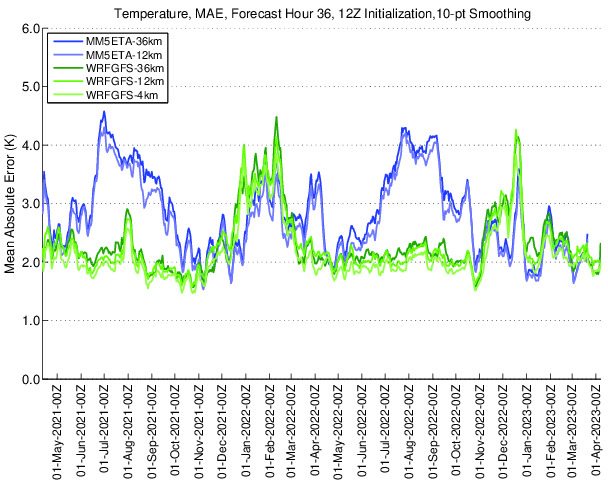 Temperature, MAE, Forecast Hour 36, 12Z Initialization,10-pt Smoothing
6.0
5.0
4.0
3.0
2.0
1.0
0.0
Mean Absolute Error (K)
MM5ETA-36km
MM5ETA-12km
WRFGFS-36km
WRFGFS-12km
WRFGFS-4km
01-May-2021-00Z
01-Jun-2021-00Z
01-Jul-2021-00Z
01-Aug-2021-00Z
01-Sep-2021-00Z
01-Oct-2021-00Z
01-Nov-2021-00Z
01-Dec-2021-00Z
01-Jan-2022-00Z
01-Feb-2022-00Z
01-Mar-2022-00Z
01-Apr-2022-00Z
01-May-2022-00Z
01-Jun-2022-00Z
01-Jul-2022-00Z
01-Aug-2022-00Z
01-Sep-2022-00Z
01-Oct-2022-00Z
01-Nov-2022-00Z
01-Dec-2022-00Z
01-Jan-2023-00Z
01-Feb-2023-00Z
01-Mar-2023-00Z
01-Apr-2023-00Z